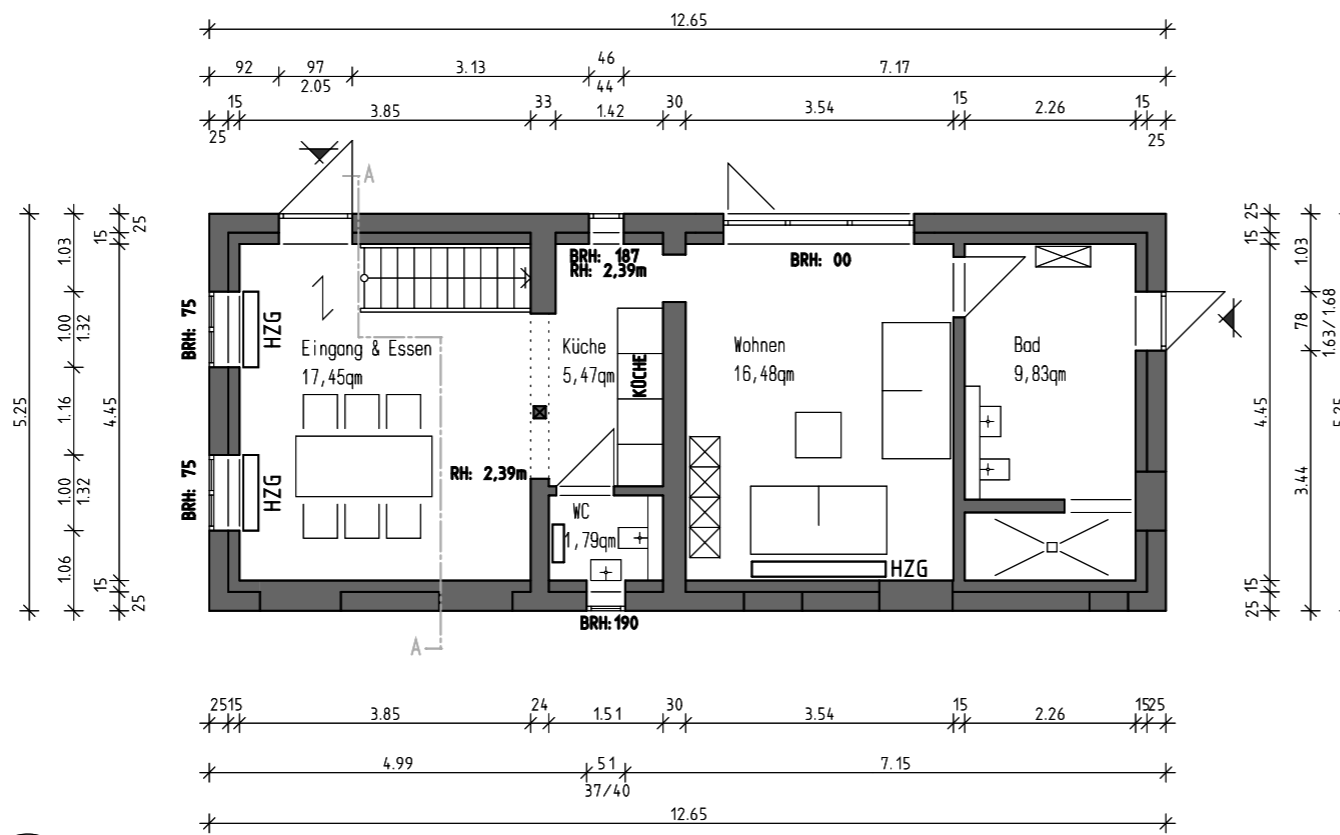 12.65
92 97 3.13 46 7.17
2.05 44
15 3.85 33 1.42 30 3.54 15 2.26 15
25 25
A
25 15 4.45 15 25
1.03 1.00 1.32 1.16 1.00 1.32 1.06
5.25
BRH: 187
RH: 2,39m
BRH: 00
BRH: 75
HZG
Eingang & Essen
17,45qm
Küche
5,47qm
KÜCHE
Wohnen
16,48qm
Bad
9,83qm
BRH: 75
HZG
RH: 2,39m
WC
1,79qm
HZG
BRH: 190
A
25 15 4.45 15 25
1.03 78 1.63/1.68 3.44
5.25
25 15 3.85 24 1.51 30 3.54 15 2.26 15 25
4.99 51 7.15
37/40
12.65